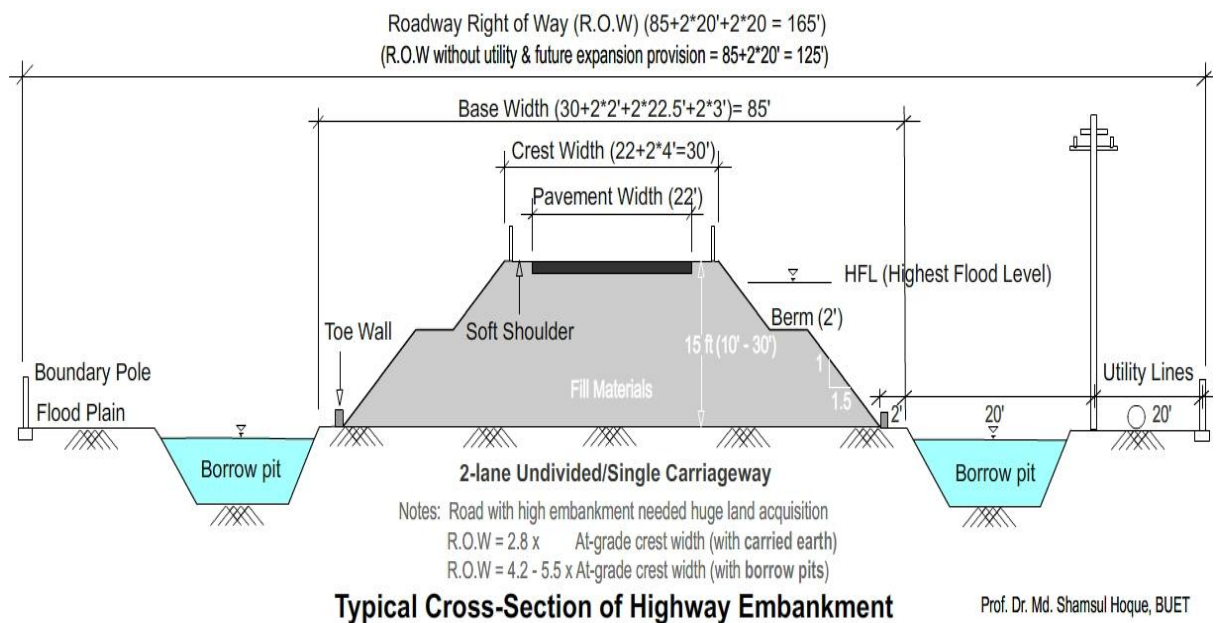 Roadway Right of Way (R.O.W) (85+2*20'+2*20 = 165')
(R.O.W without utility & future expansion provision = 85+2*20' = 125')
Base Width (30+2*2'+2*22.5'+2*3')= 85'
Crest Width (22+2*4'=30')
Pavement Width (22')
HFL (Highest Flood Level)
Berm (2')
Toe Wall
Soft Shoulder
15 ft (10' - 30')
1
1.5
Fill Materials
Boundary Pole
Flood Plain
Utility Lines
2'
20'
20'
Borrow pit
Borrow pit
2-lane Undivided/Single Carriageway
Notes: Road with high embankment needed huge land acquisition
R.O.W = 2.8 x At-grade crest width (with carried earth)
R.O.W = 4.2 - 5.5 x At-grade crest width (with borrow pits)
Typical Cross-Section of Highway Embankment
Prof. Dr. Md. Shamsul Hoque, BUET